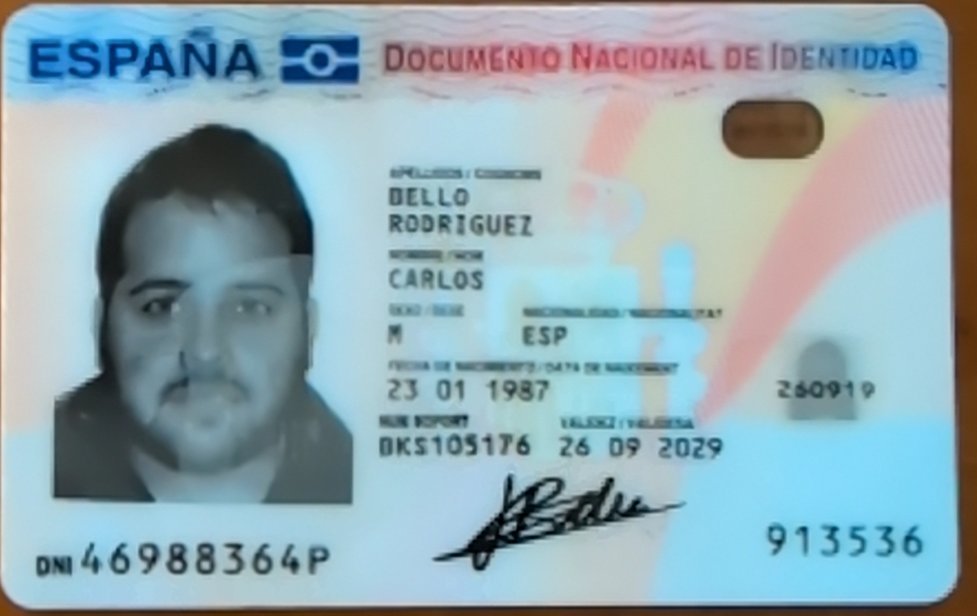 ESPAÑA DOCUMENTO NACIONAL DE IDENTIDAD
APELLIDOS / COGNOMS
BELLO
RODRIGUEZ
NOMBRE / NOM
CARLOS
SEXO / SEXE NACIONALIDAD / NACIONALITAT
M ESP
FECHA DE NACIMIENTO / DATA DE NAIXEMENT
23 01 1987
260919
NUM SOPORT VALIDEZ / VALIDESA
BKS105176 26 09 2029
DNI 46988364P
913536